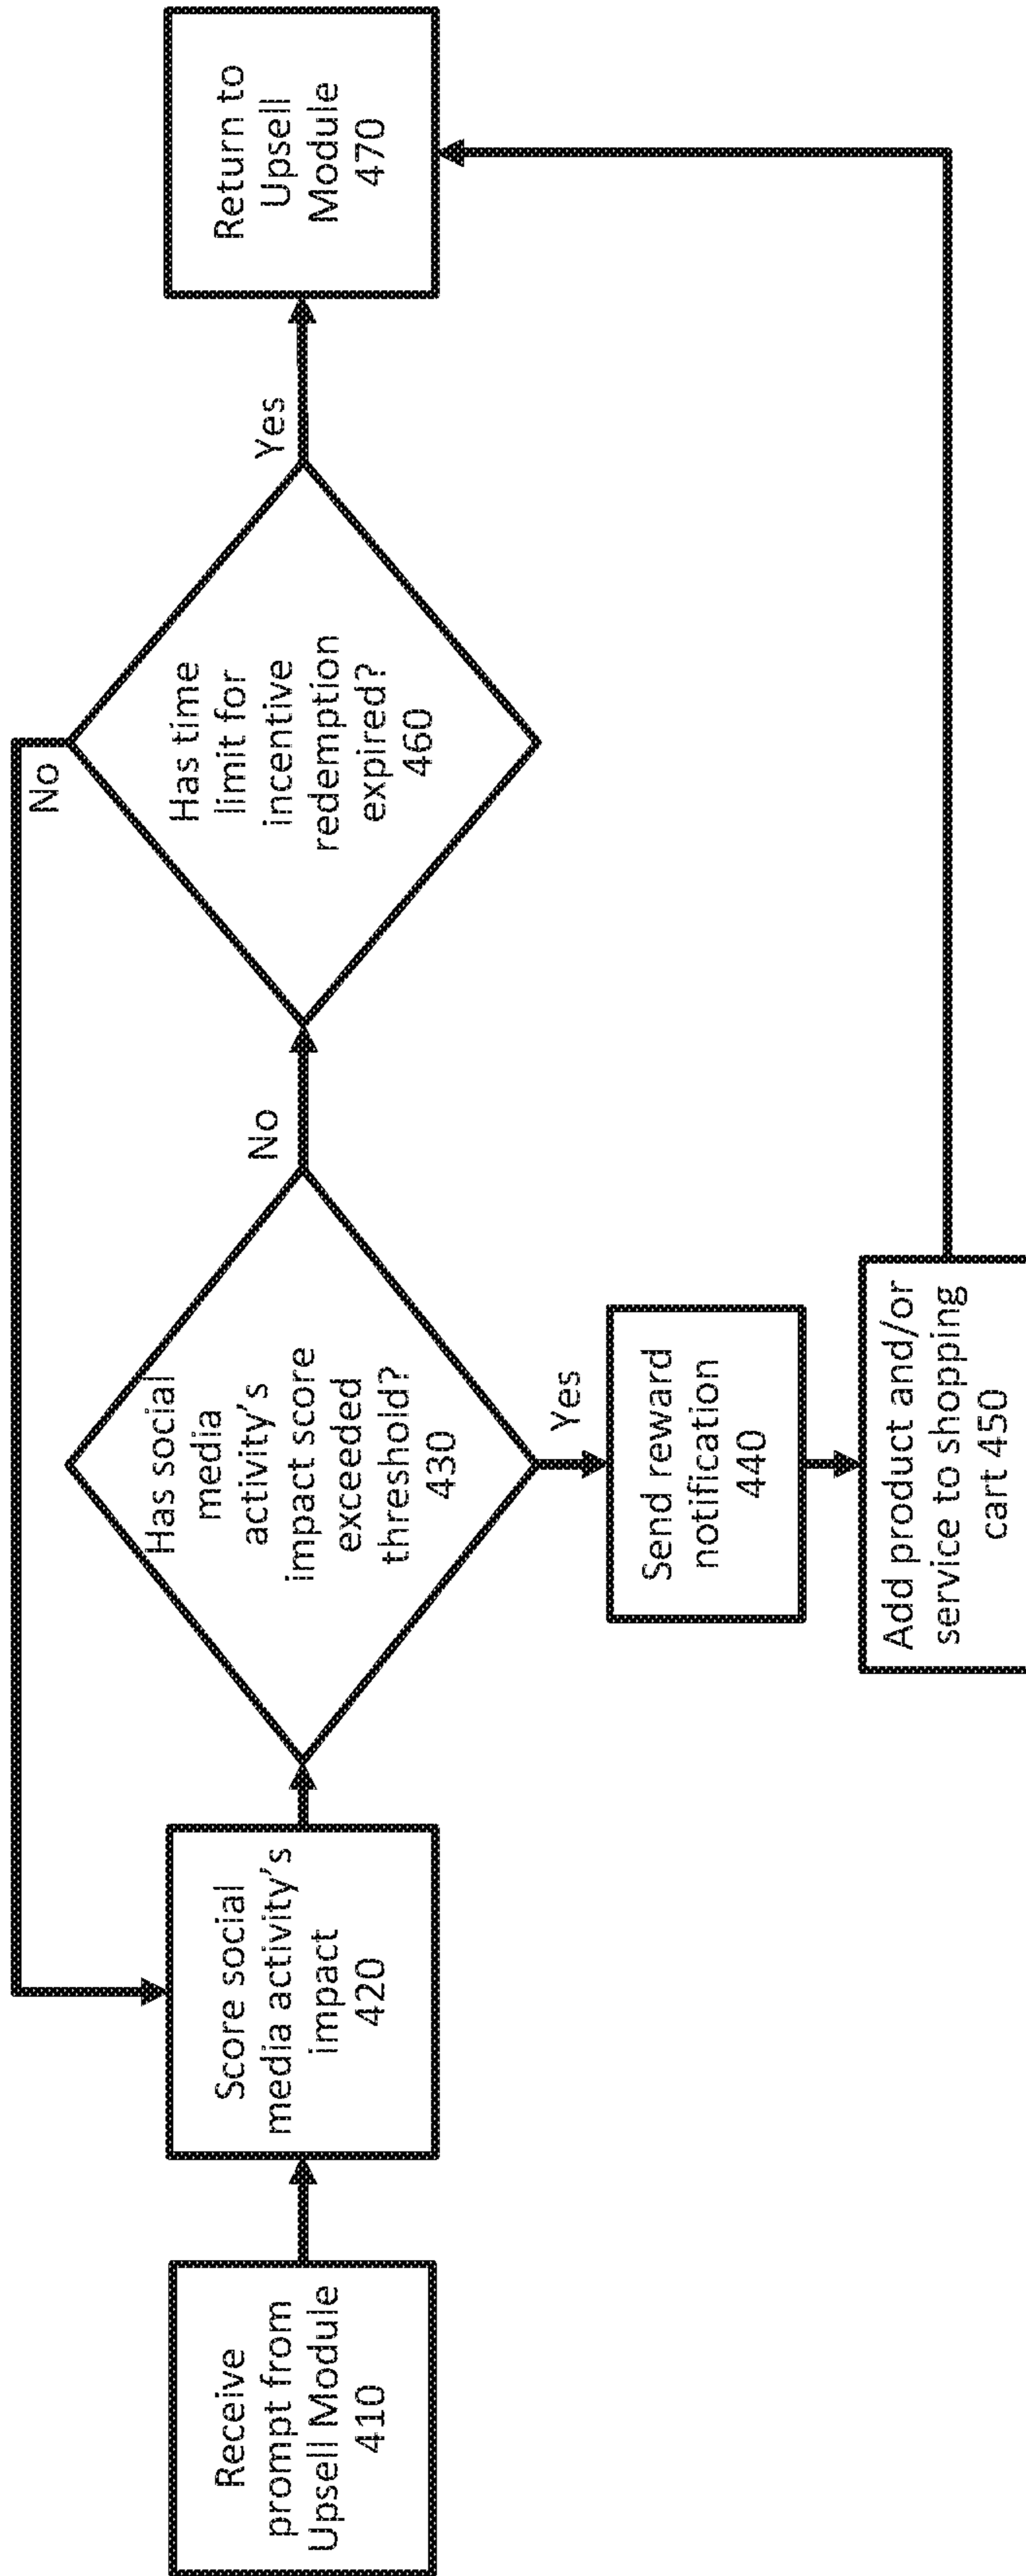 Receive
prompt from
Upsell Module
410
Score social
media activity's
impact
420
Has social
media
activity's
impact score
exceeded
threshold?
430
No
Yes
Send reward
notification
440
Add product and/or
service to shopping
cart 450
Has time
limit for
incentive
redemption
expired?
460
No
Yes
Return to
Upsell
Module
470